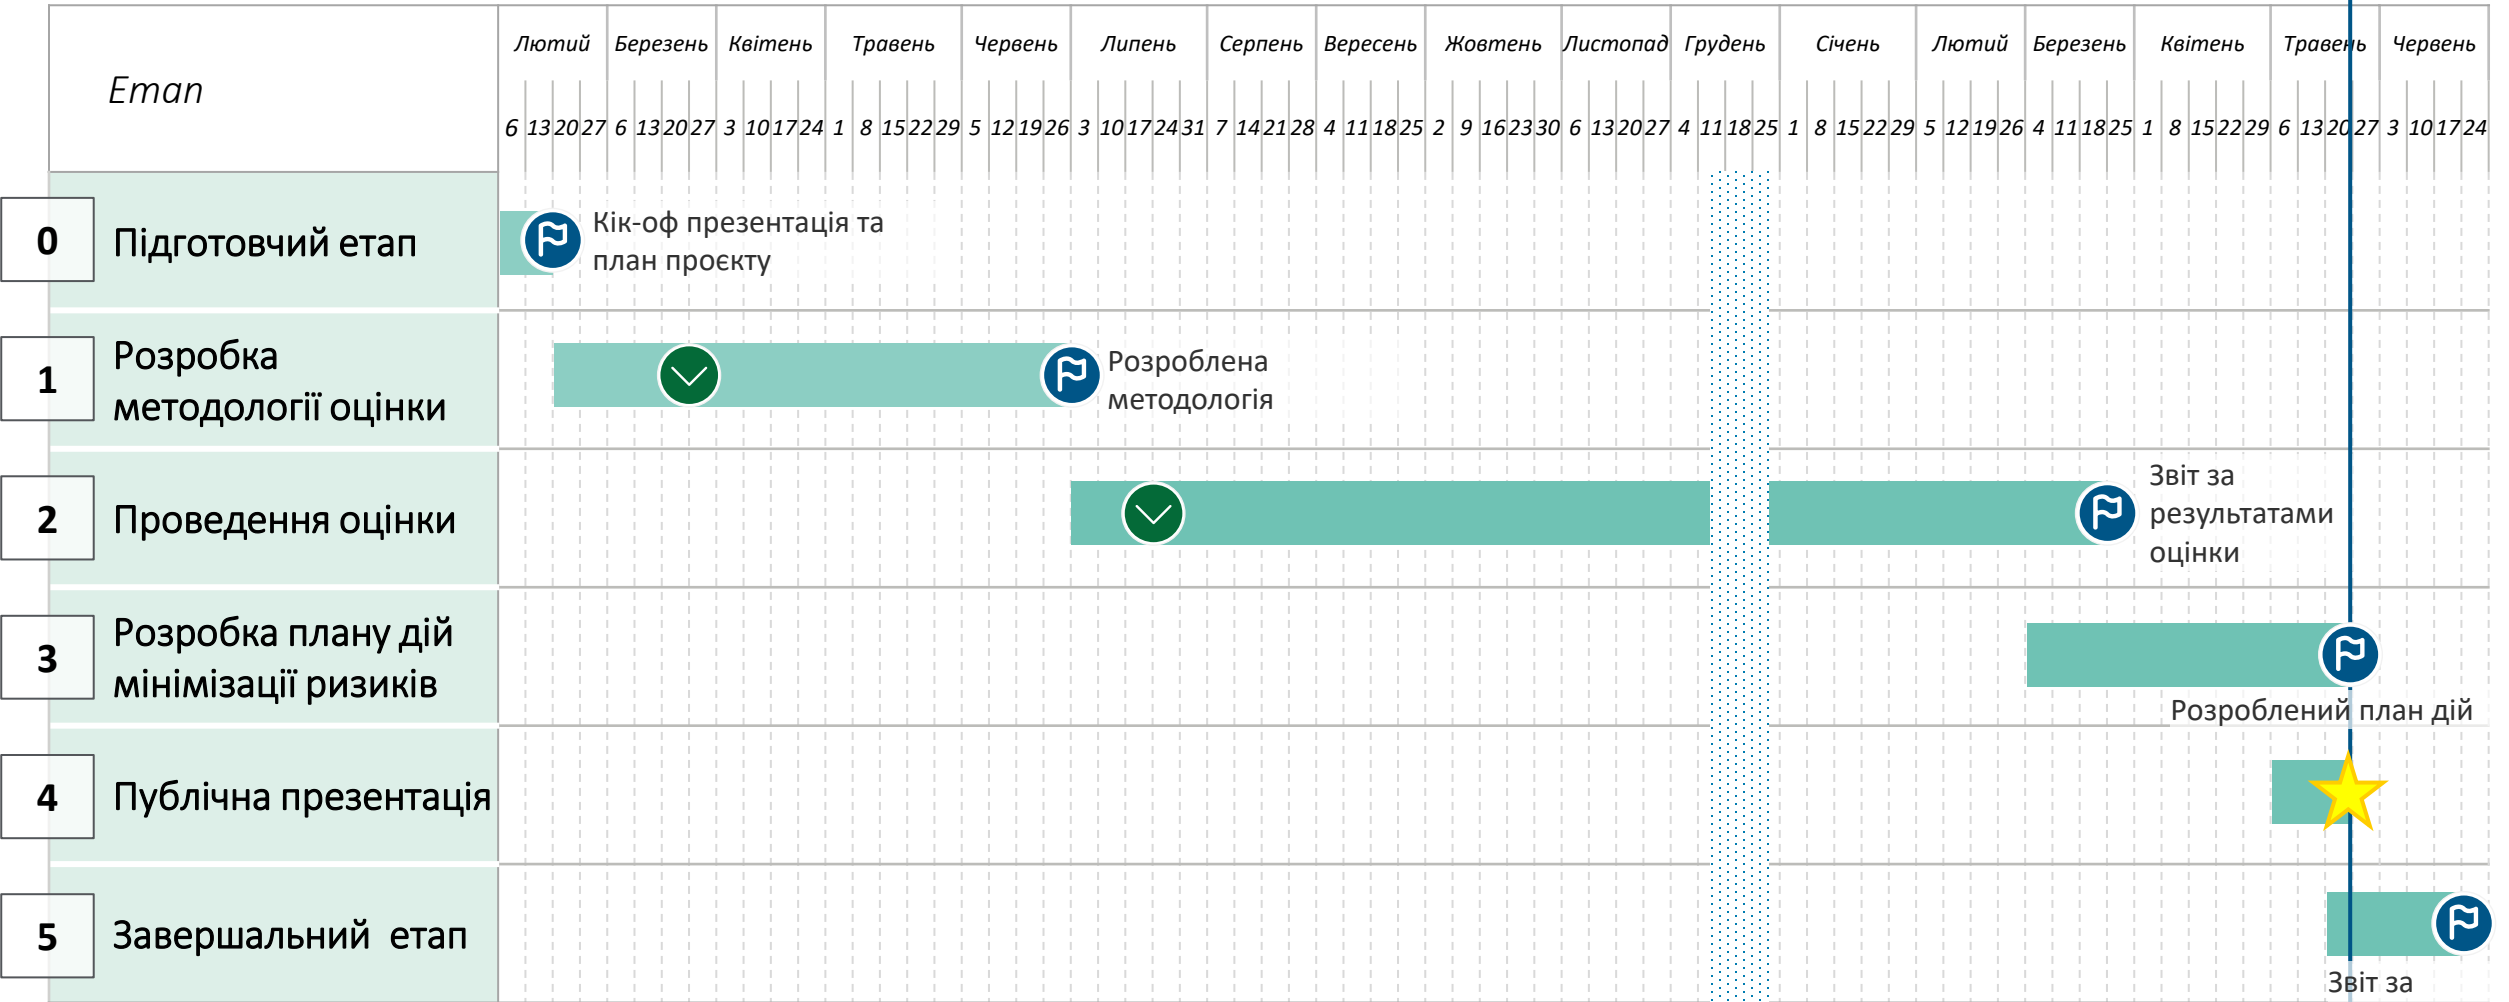 Етап
Лютий Березень Квітень Травень Червень Липень Серпень Вересень Жовтень Листопад Грудень Січень Лютий Березень Квітень Травень Червень
6 13 20 27 6 13 20 27 3 10 17 24 1 8 15 22 29 5 12 19 26 3 10 17 24 31 7 14 21 28 4 11 18 25 2 9 16 23 30 6 13 20 27 4 11 18 25 1 8 15 22 29 5 12 19 26 4 11 18 25 1 8 15 22 29 6 13 20 27 3 10 17 24
0
Підготовчий етап
Кік-оф презентація та
план проєкту
1
Розробка
методології оцінки
Розроблена
методологія
2
Проведення оцінки
Звіт за
результатами
оцінки
3
Розробка плану дій
мінімізації ризиків
Розроблений план дій
4
Публічна презентація
5
Завершальний етап
Звіт за